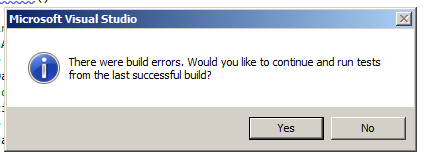 Microsoft Visual Studio
There were build errors. Would you like to continue and run tests
from the last successful build?
Yes
No